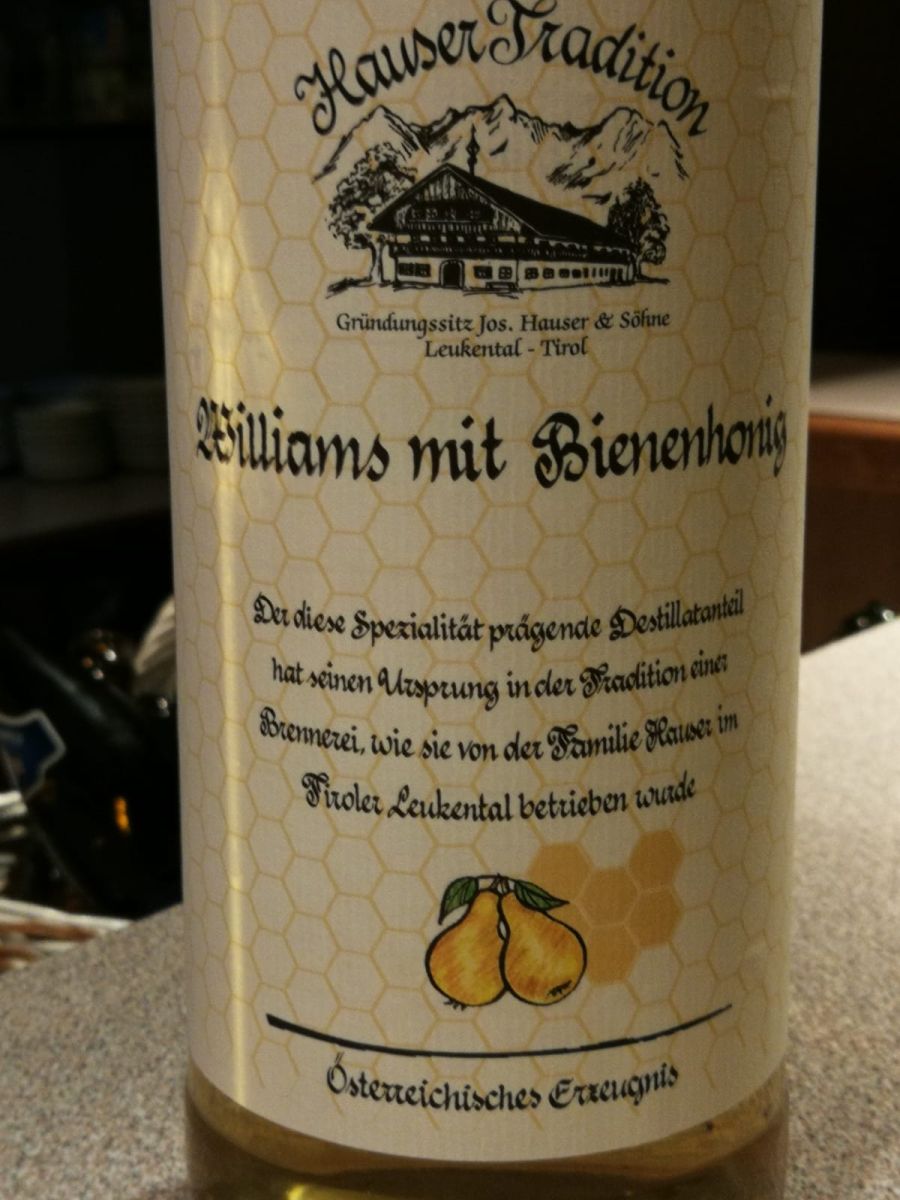 Hauser Tradition
Gründungssitz Jos. Hauser & Söhne
Leukental - Tirol
Williams mit Bienenhonig
Der diese Spezialität prägende Destillatanteil
hat seinen Ursprung in der Tradition einer
Brennerei, wie sie von der Familie Hauser im
Tiroler Leukental betrieben wurde
Österreichisches Erzeugnis